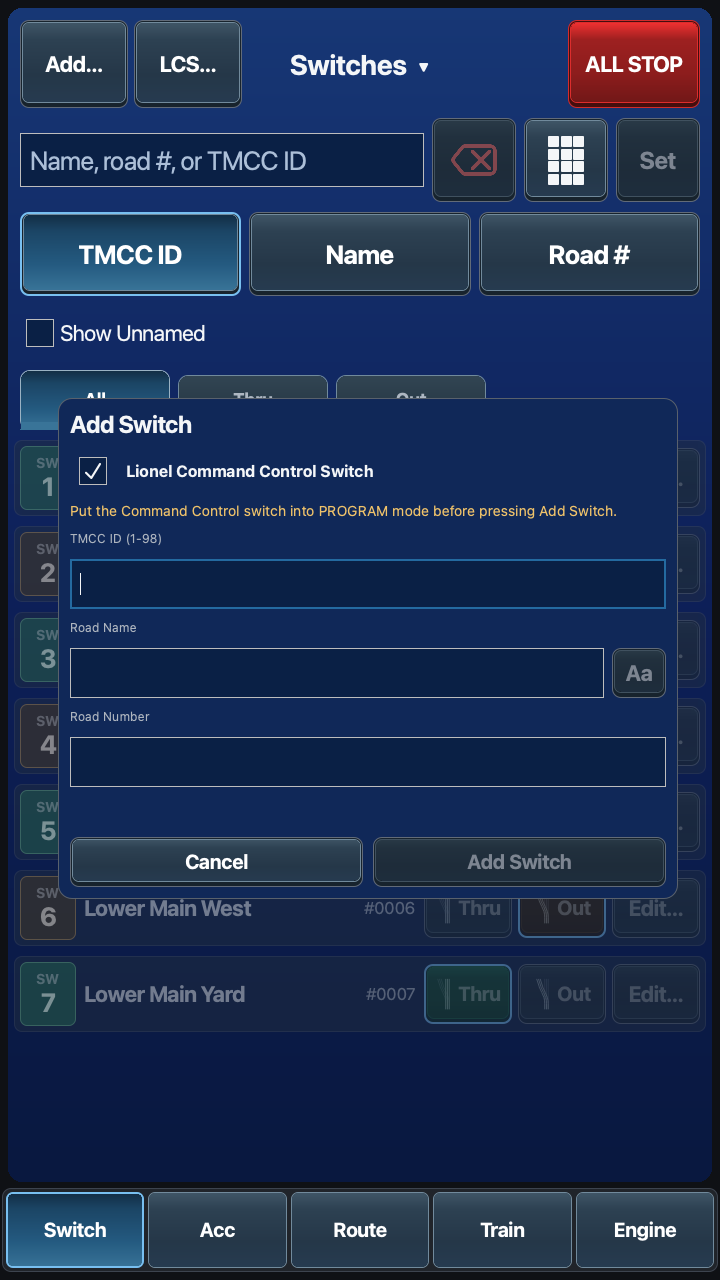 Add... LCS... Switches ▼ ALL STOP
Name, road #, or TMCC ID Set
TMCC ID Name Road #
Show Unnamed
All Thru Out
Add Switch
SW
1
Lionel Command Control Switch
Put the Command Control switch into PROGRAM mode before pressing Add Switch.
TMCC ID (1-98)
SW
2
Road Name
SW
3
Aa
Road Number
SW
4
SW
5
Cancel Add Switch
SW
6 Lower Main West #0006 Thru Out Edit...
SW
7 Lower Main Yard #0007 Thru Out Edit...
Switch Acc Route Train Engine